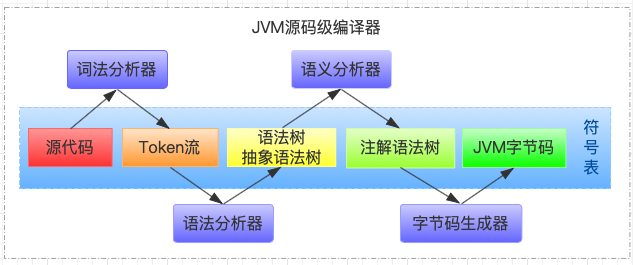 JVM源码级编译器
词法分析器
语义分析器
源代码
Token流
语法树
抽象语法树
注解语法树
JVM字节码
符号表
语法分析器
字节码生成器